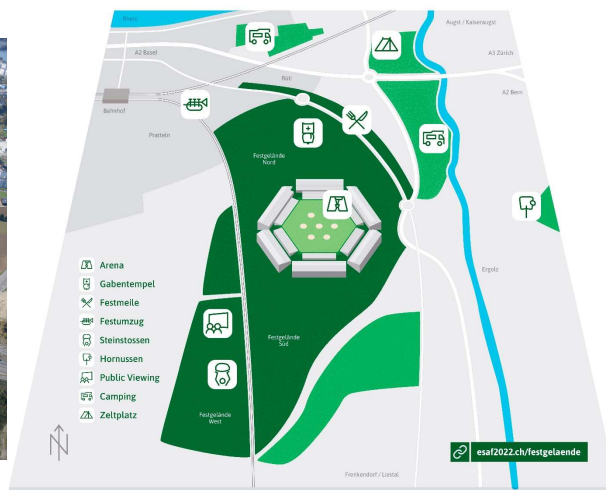 Rhein
Augst / Kaiseraugst
A2 Basel
A3 Zürich
Rüti
A2 Bern
Bahnhof
Pratteln
Festgelände
Nord
Ergolz
Arena
Gabentempel
Festmeile
Festumzug
Steinstossen
Hornussen
Public Viewing
Camping
Zeltplatz
Festgelände
Süd
Festgelände
West
N
esaf2022.ch/festgelaende
Frenkendorf / Liestal